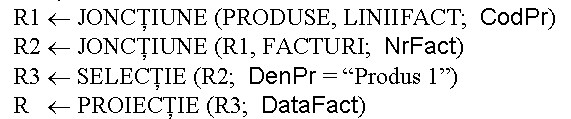 R1 ← JONCȚIUNE (PRODUSE, LINIIFACT; CodPr)
R2 ← JONCȚIUNE (R1, FACTURI; NrFact)
R3 ← SELECȚIE (R2; DenPr = “Produs 1”)
R ← PROIECȚIE (R3; DataFact)